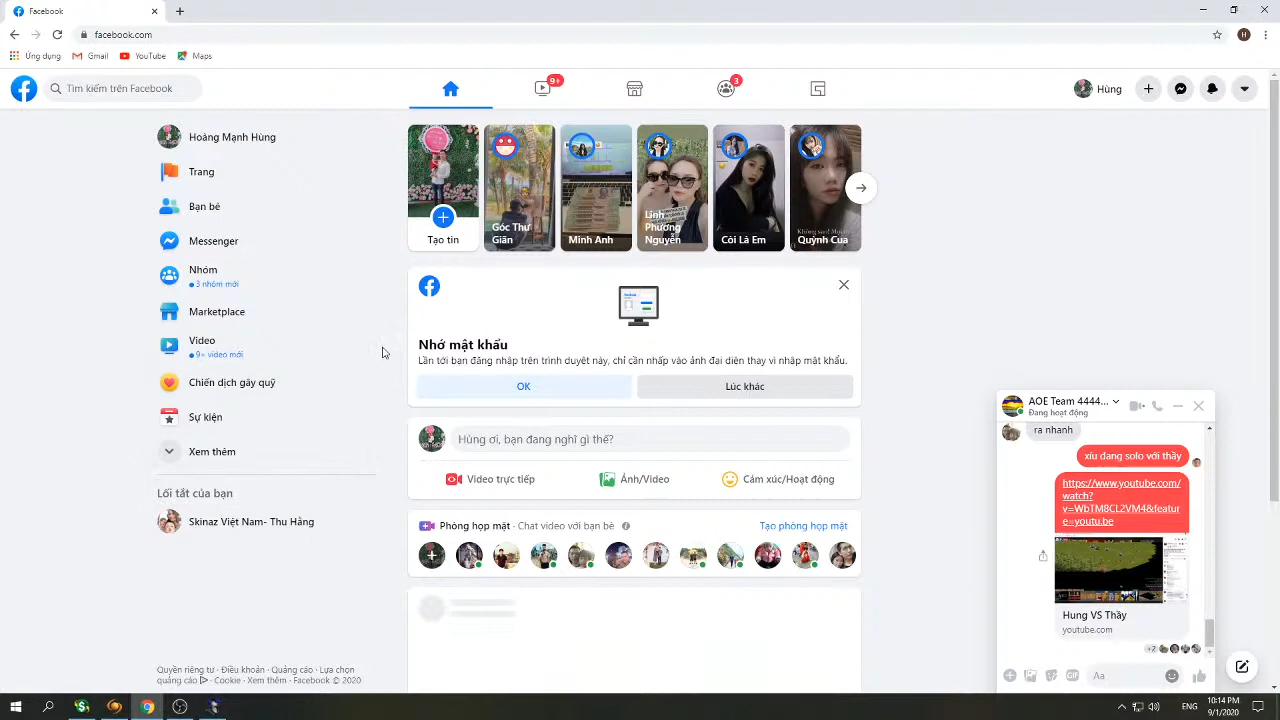 Facebook
facebook.com
Ứng dụng
Gmail
YouTube
Maps
Tìm kiếm trên Facebook
9+
3
Hùng
Hoàng Mạnh Hùng
Trang
Bạn bè
Messenger
Nhóm
3 nhóm mới
Marketplace
Video
9+ video mới
Chiến dịch gây quỹ
Sự kiện
Xem thêm
Lối tắt của bạn
Skinaz Việt Nam- Thu Hằng
Quyền riêng tư · Điều khoản · Quảng cáo · Lựa chọn
quảng cáo · Cookie · Xem thêm · Facebook © 2020
Tạo tin
Góc Thư
Giãn
Minh Anh
Linh
Phương
Nguyễn
Còi Là Em
Quỳnh Cua
Nhớ mật khẩu
Lần tới bạn đăng nhập trên trình duyệt này, chỉ cần nhấp vào ảnh đại diện thay vì nhập mật khẩu.
OK
Lúc khác
Hùng ơi, bạn đang nghĩ gì thế?
Video trực tiếp
Ảnh/Video
Cảm xúc/Hoạt động
Phòng họp mặt · Chat video với bạn bè
Tạo phòng họp mặt
AOE Team 4444...
Đang hoạt động
ra nhanh
xíu đang solo với thầy
https://www.youtube.com/
watch?
v=WbTM8CL2VM4&featur
e=youtu.be
Hung VS Thầy
youtube.com
+2
GIF
Aa
H
ENG
10:14 PM
9/1/2020